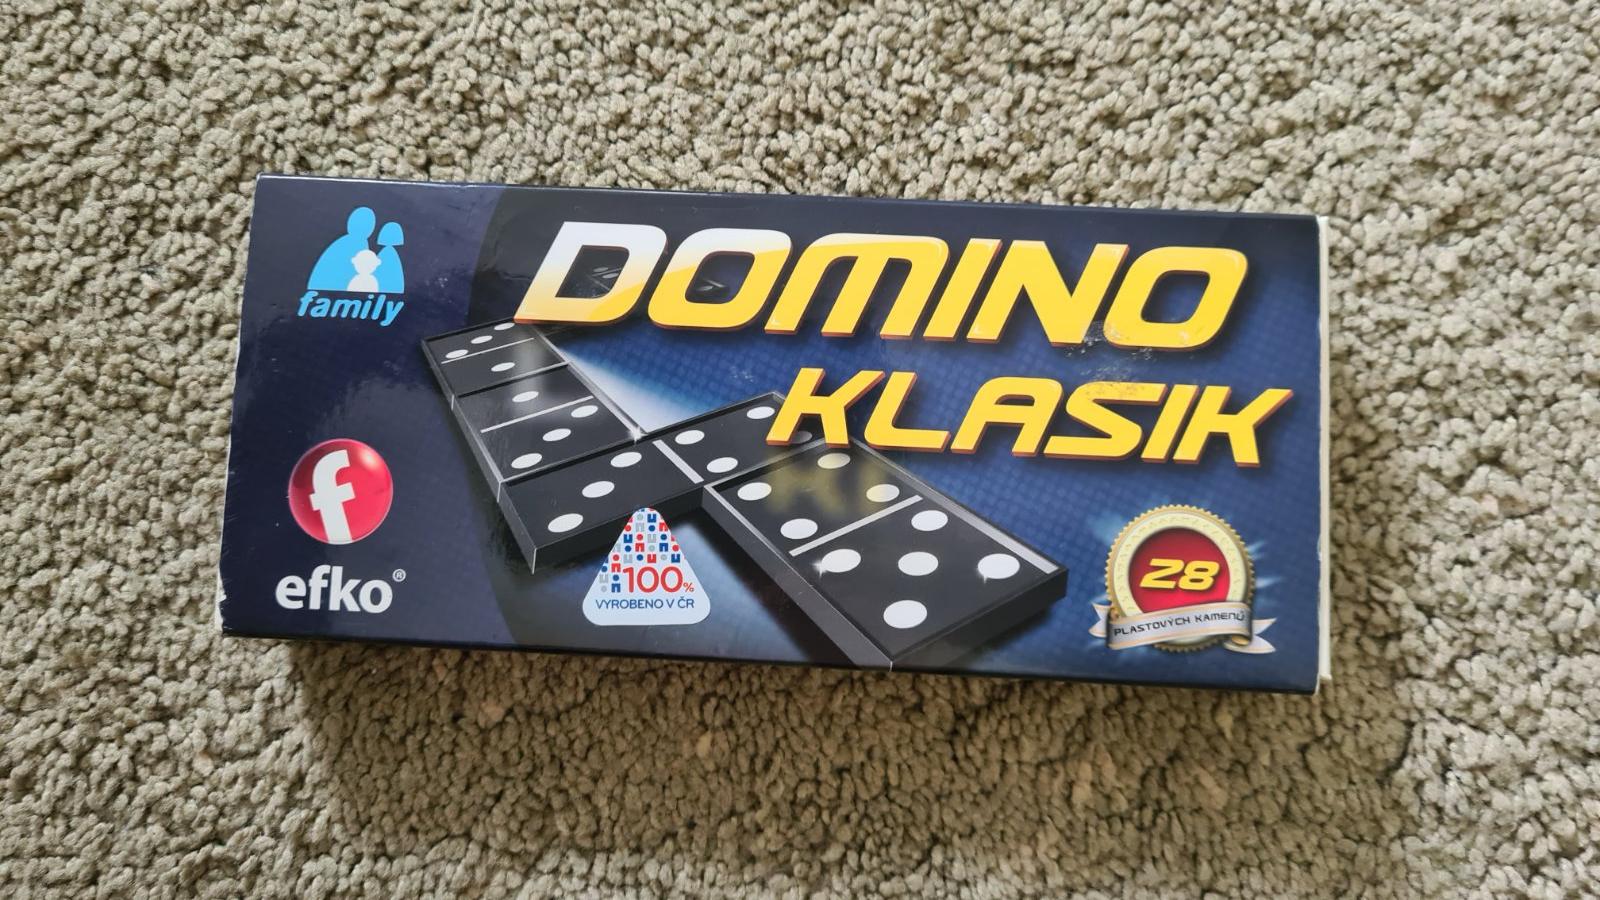 family
DOMINO
KLASIK
f
efko®
100%
VYROBENO V ČR
28
PLASTOVÝCH KAMENŮ